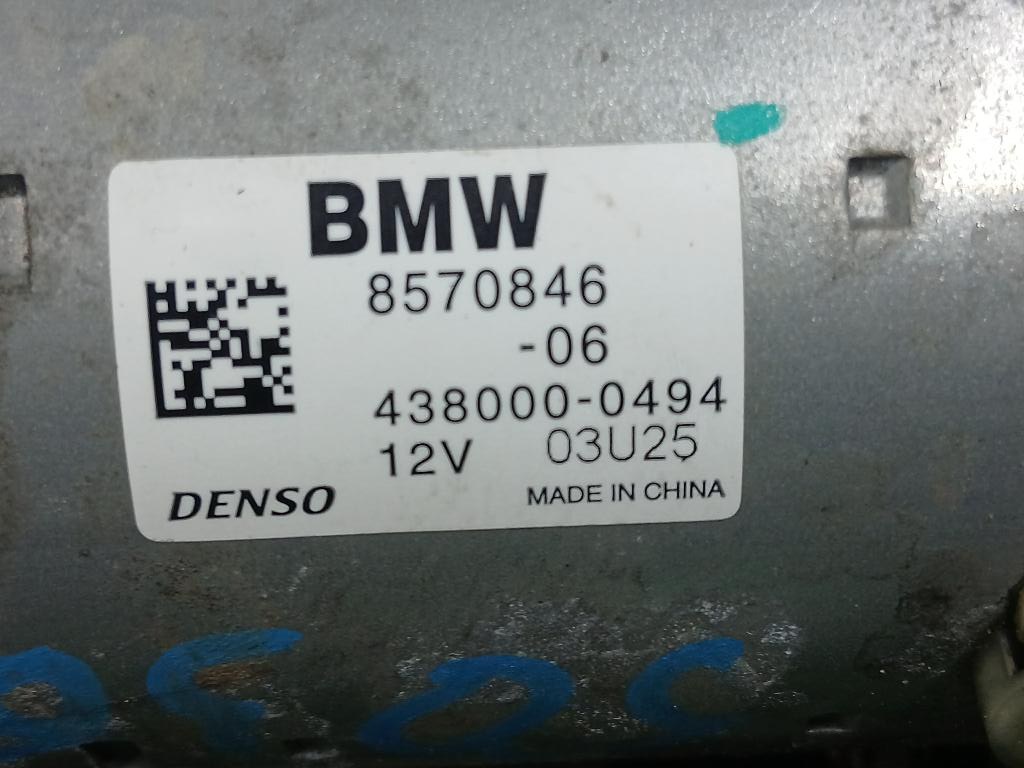 BMW
8570846
-06
438000-0494
12V 03U25
DENSO MADE IN CHINA